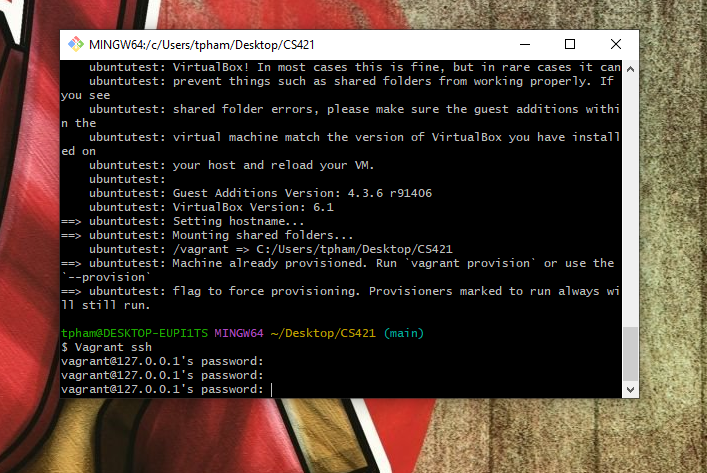 MINGW64:/c/Users/tpham/Desktop/CS421
ubuntutest: VirtualBox! In most cases this is fine, but in rare cases it can
ubuntutest: prevent things such as shared folders from working properly. If
you see
ubuntutest: shared folder errors, please make sure the guest additions withi
n the
ubuntutest: virtual machine match the version of VirtualBox you have install
ed on
ubuntutest: your host and reload your VM.
ubuntutest:
ubuntutest: Guest Additions Version: 4.3.6 r91406
ubuntutest: VirtualBox Version: 6.1
==> ubuntutest: Setting hostname...
==> ubuntutest: Mounting shared folders...
ubuntutest: /vagrant => C:/Users/tpham/Desktop/CS421
==> ubuntutest: Machine already provisioned. Run `vagrant provision` or use the
`--provision`
==> ubuntutest: flag to force provisioning. Provisioners marked to run always wi
ll still run.
tpham@DESKTOP-EUPI1TS MINGW64 ~/Desktop/CS421 (main)
$ Vagrant ssh
vagrant@127.0.0.1's password:
vagrant@127.0.0.1's password:
vagrant@127.0.0.1's password: